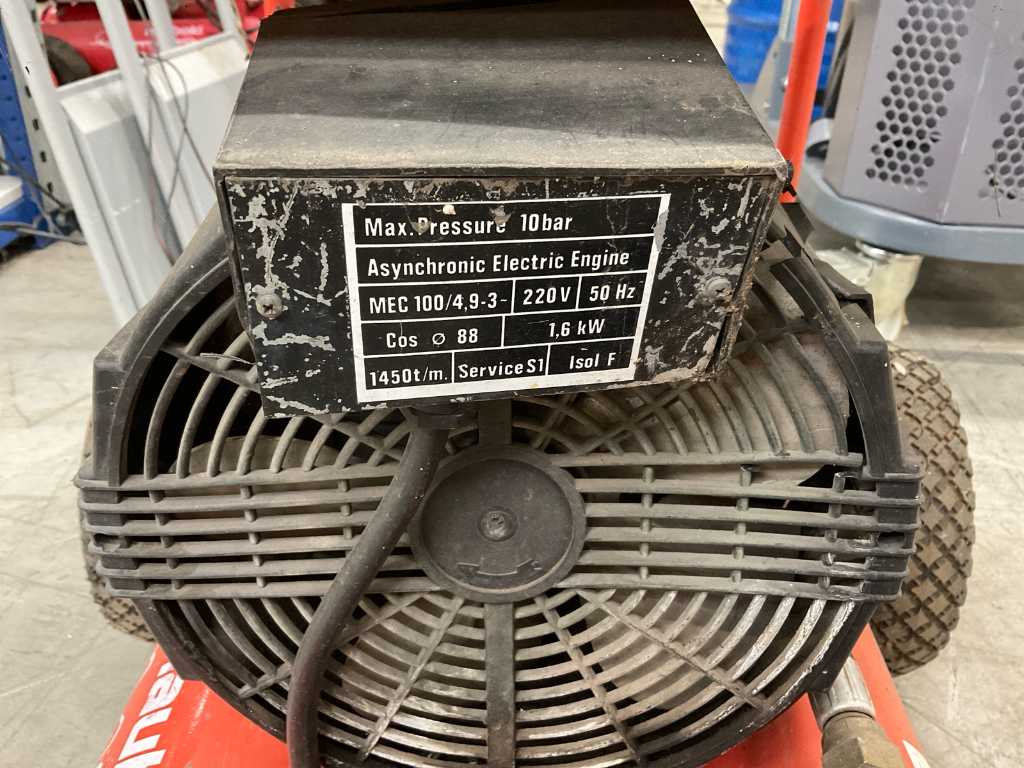 Max. Pressure 10bar
Asynchronic Electric Engine
MEC 100/4,9-3~ 220V 50 Hz
Cos ⌀ 88 1,6 kW
1450t/m. Service S1 Isol F